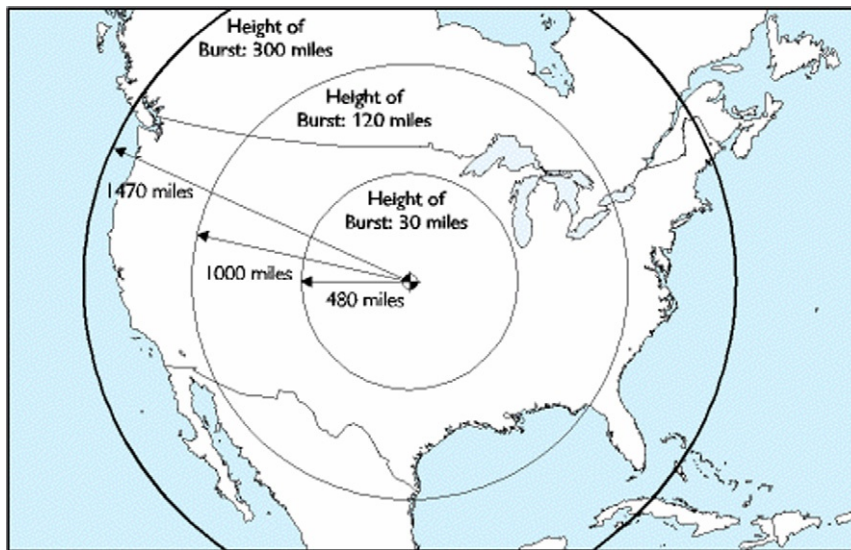 Height of
Burst: 300 miles
Height of
Burst: 120 miles
Height of
Burst: 30 miles
1470 miles
1000 miles
480 miles